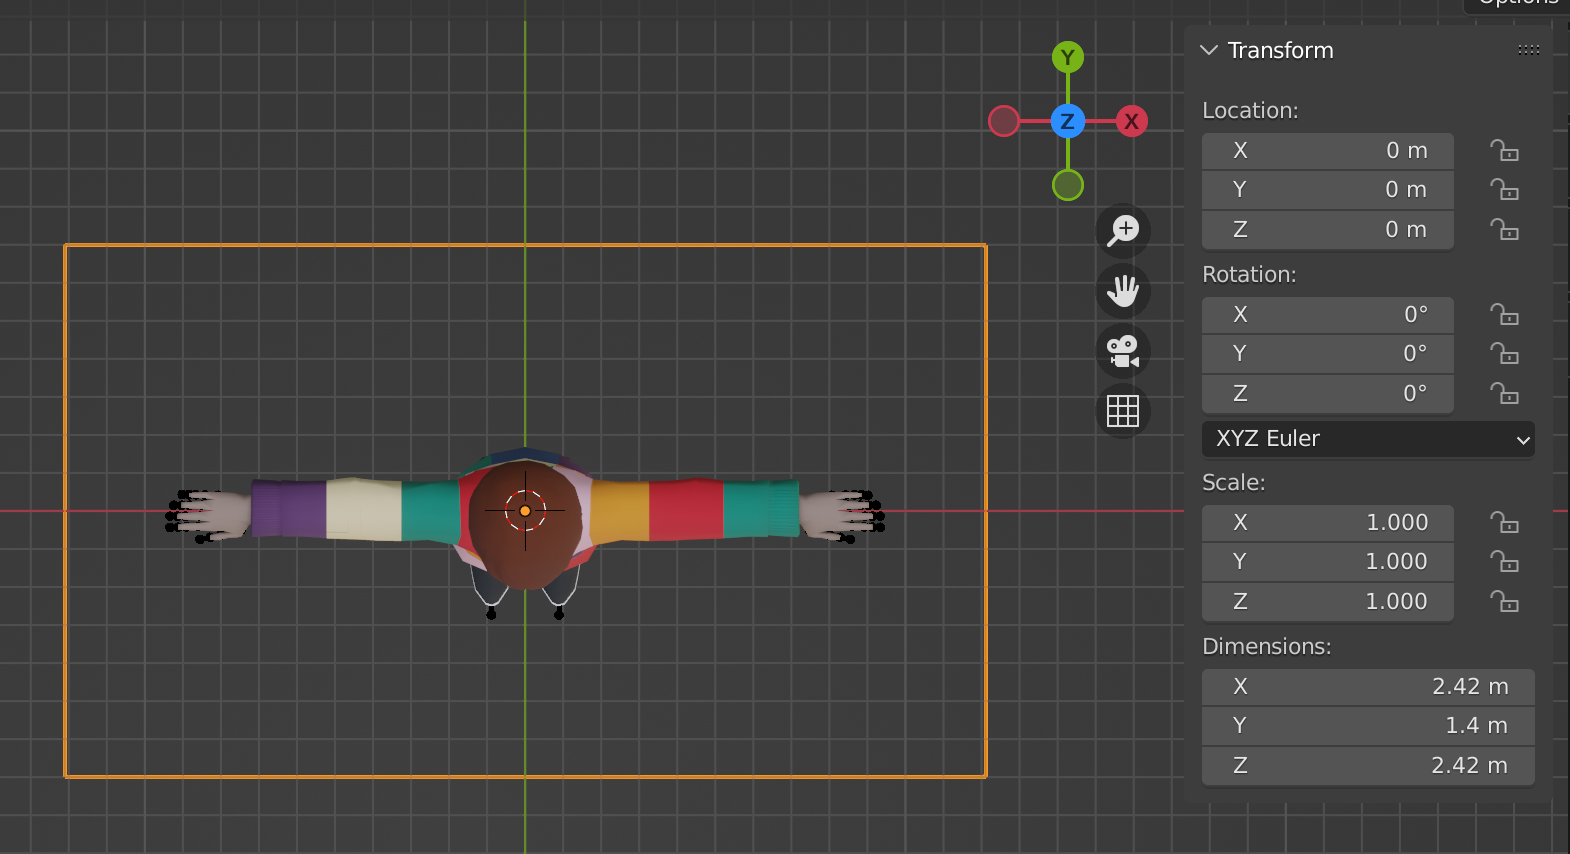 Options
Y
Z X
Transform
Location:
X 0 m
Y 0 m
Z 0 m
Rotation:
X 0°
Y 0°
Z 0°
XYZ Euler
Scale:
X 1.000
Y 1.000
Z 1.000
Dimensions:
X 2.42 m
Y 1.4 m
Z 2.42 m